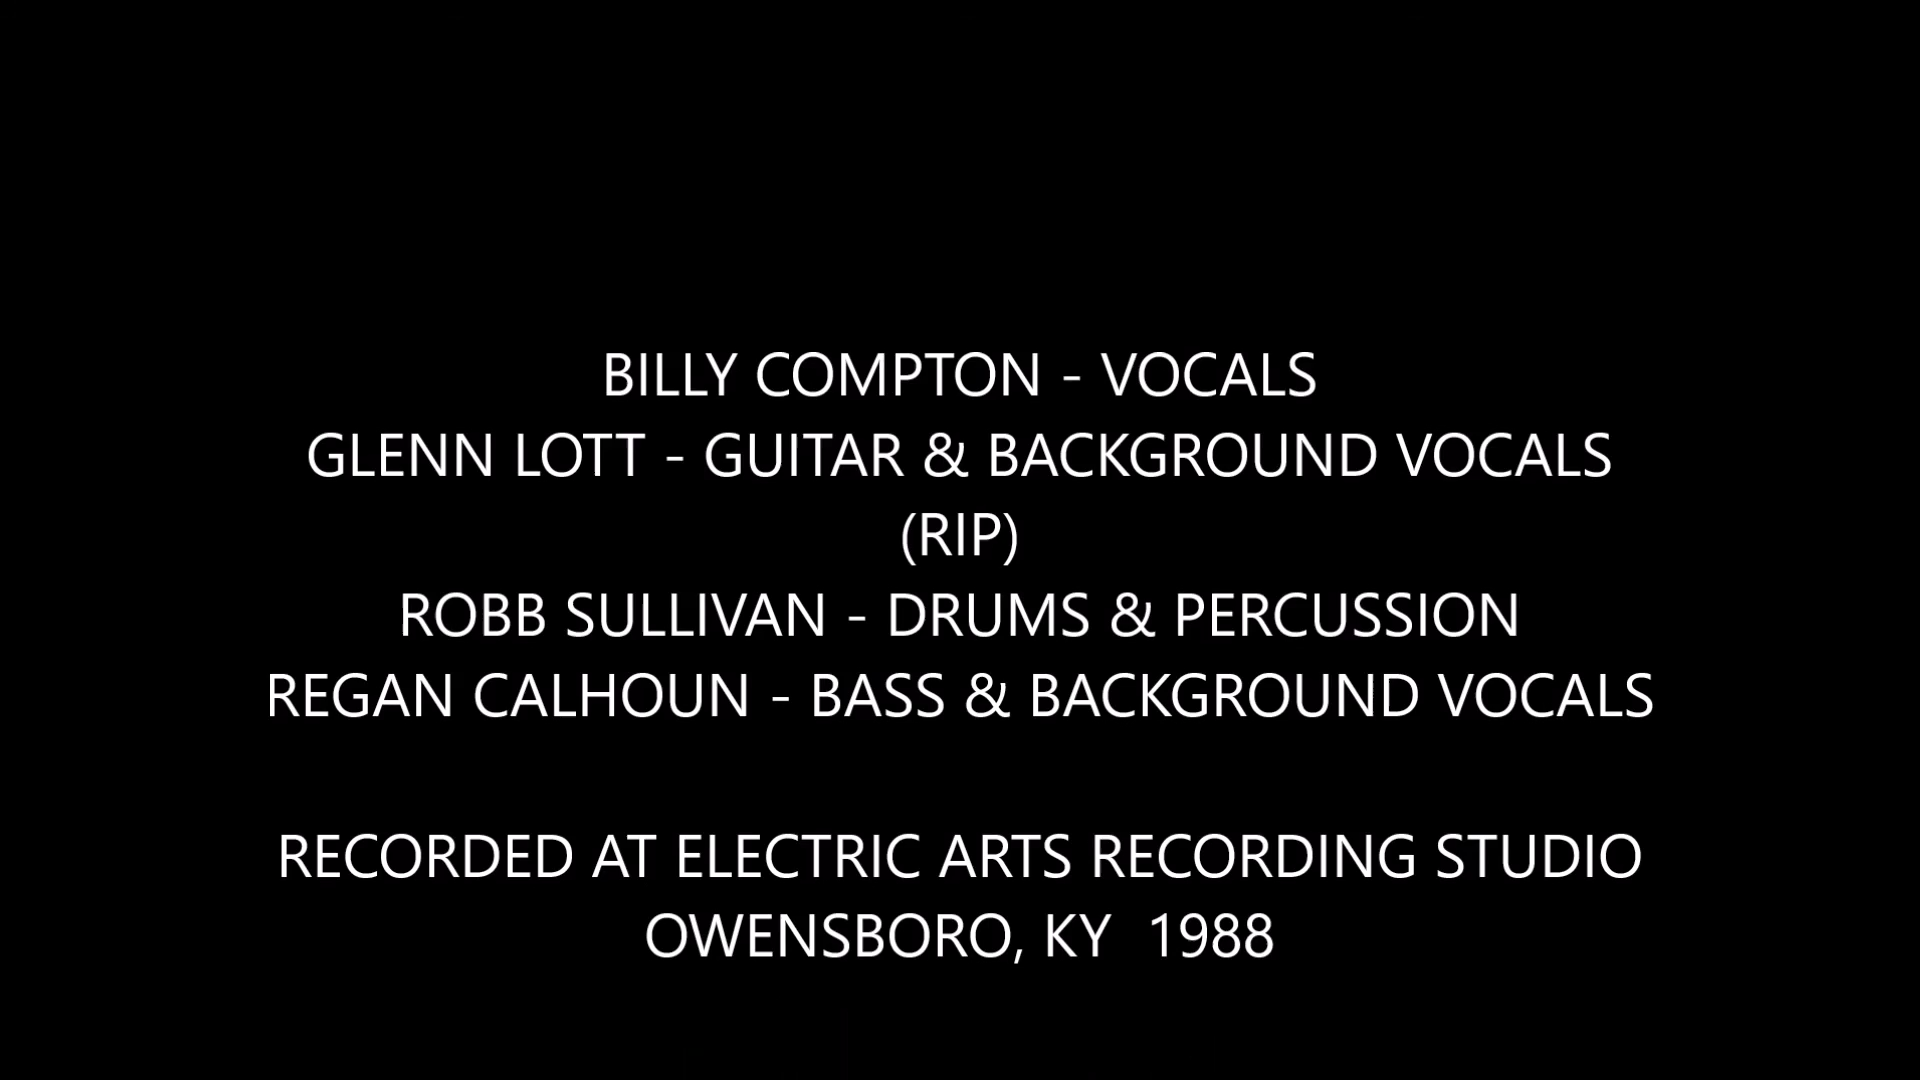 BILLY COMPTON - VOCALS
GLENN LOTT - GUITAR & BACKGROUND VOCALS
(RIP)
ROBB SULLIVAN - DRUMS & PERCUSSION
REGAN CALHOUN - BASS & BACKGROUND VOCALS
RECORDED AT ELECTRIC ARTS RECORDING STUDIO
OWENSBORO, KY  1988